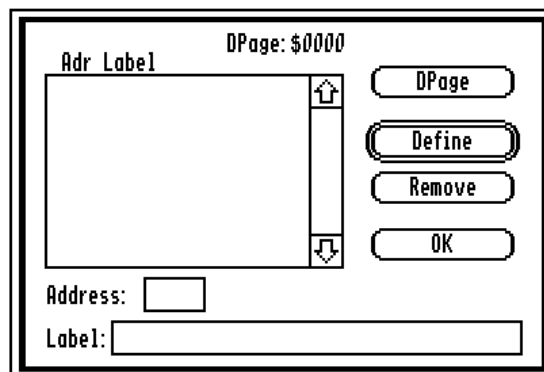 DPage: $0000
Adr Label
DPage
Define
Remove
OK
Address:
Label: